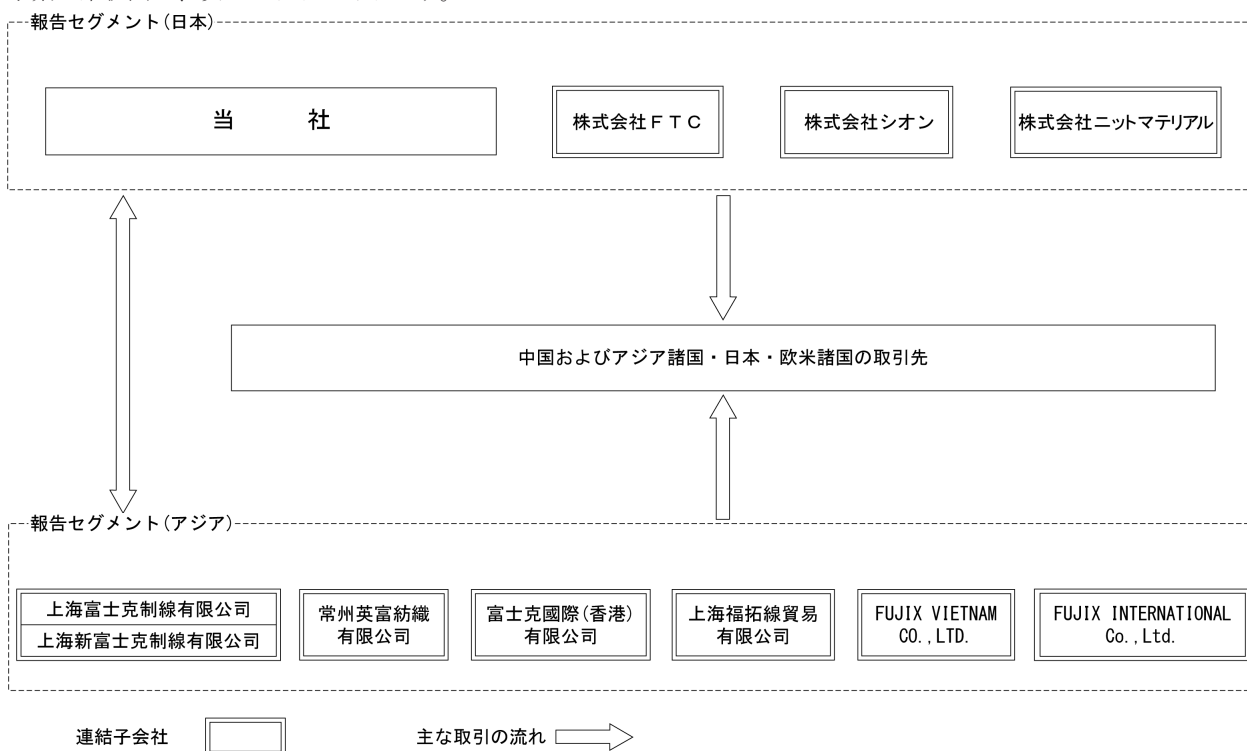 報告セグメント(日本)
当　　社
株式会社ＦＴＣ
株式会社シオン
株式会社ニットマテリアル
中国およびアジア諸国・日本・欧米諸国の取引先
報告セグメント(アジア)
上海富士克制線有限公司
上海新富士克制線有限公司
常州英富紡織
有限公司
富士克國際(香港)
有限公司
上海福拓線貿易
有限公司
FUJIX VIETNAM
CO.,LTD.
FUJIX INTERNATIONAL
Co.,Ltd.
連結子会社
主な取引の流れ